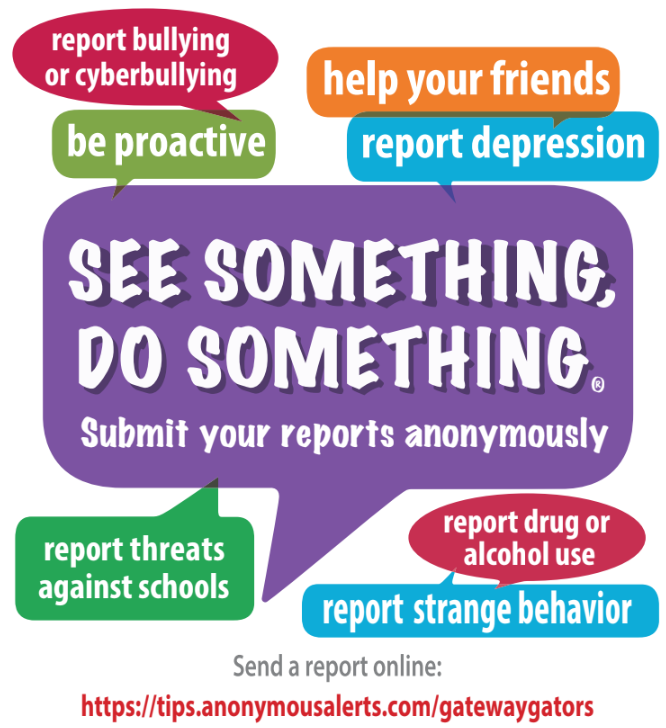 report bullying
or cyberbullying
help your friends
be proactive
report depression
SEE SOMETHING,
DO SOMETHING®
Submit your reports anonymously
report threats
against schools
report drug or
alcohol use
report strange behavior
Send a report online:
https://tips.anonymousalerts.com/gatewaygators